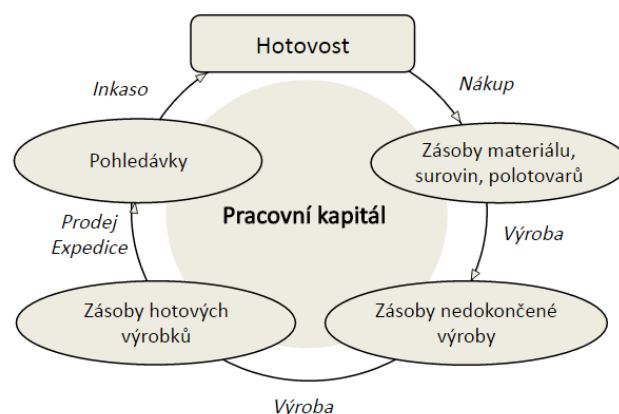 Hotovost
Inkaso
Nákup
Pohledávky
Zásoby materiálu,
surovin, polotovarů
Pracovní kapitál
Prodej
Expedice
Výroba
Zásoby hotových
výrobků
Zásoby nedokončené
výroby
Výroba